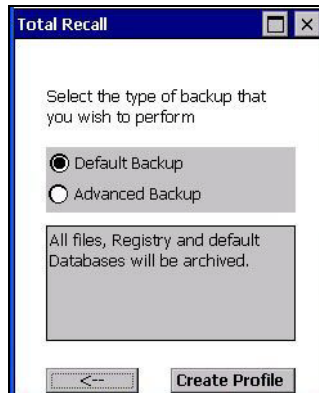 Total Recall
Select the type of backup that
you wish to perform
Default Backup
Advanced Backup
All files, Registry and default
Databases will be archived.
<--
Create Profile